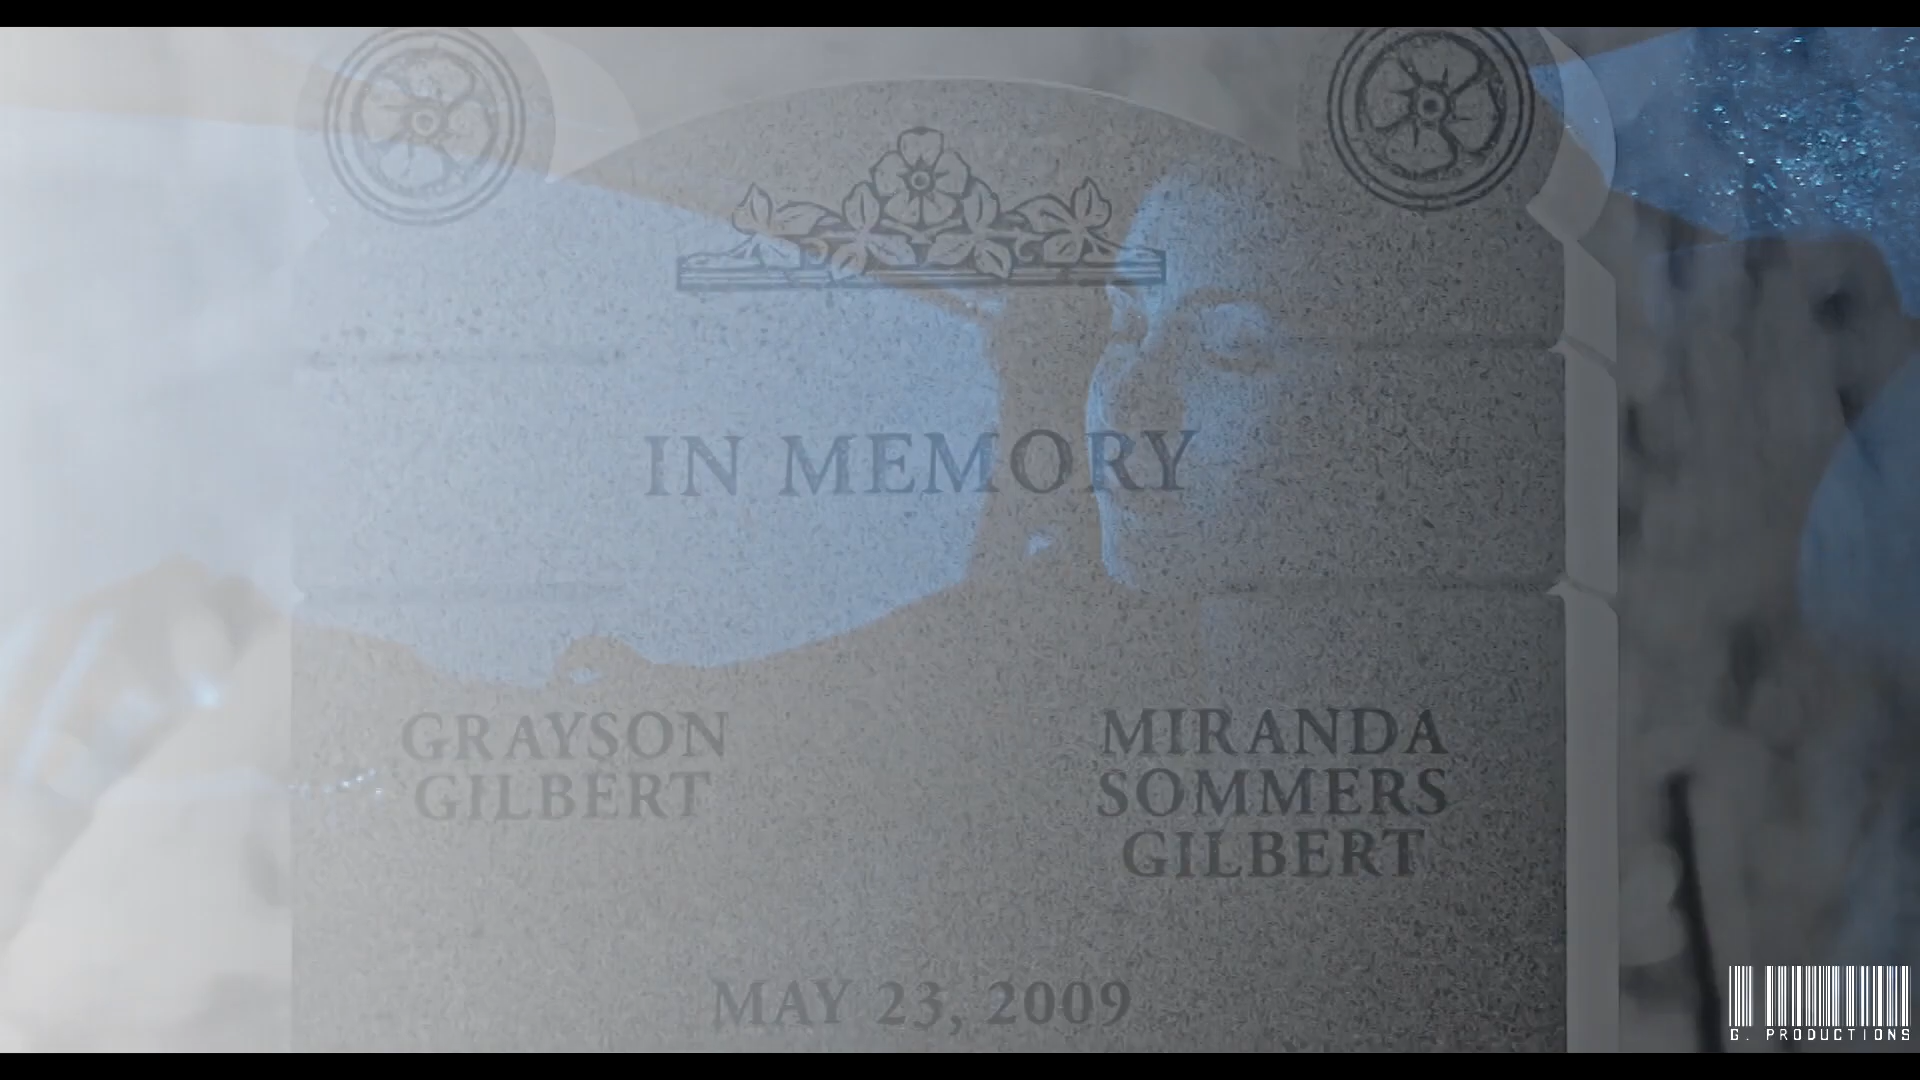 IN MEMORY
GRAYSON
GILBERT
MIRANDA
SOMMERS
GILBERT
MAY 23, 2009
G. PRODUCTIONS